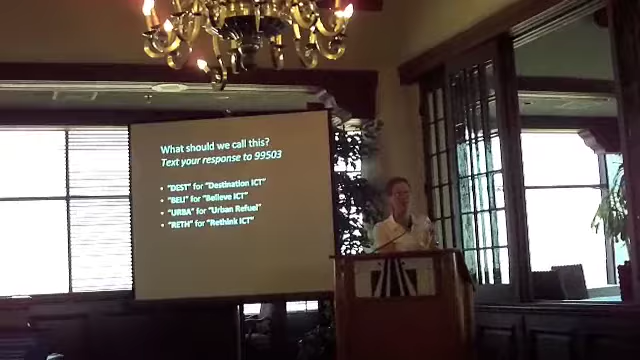 What should we call this?
Text your response to 99503
• "DEST" for "Destination ICT"
• "BELI" for "Believe ICT"
• "URBA" for "Urban Refuel"
• "RETH" for "Rethink ICT"